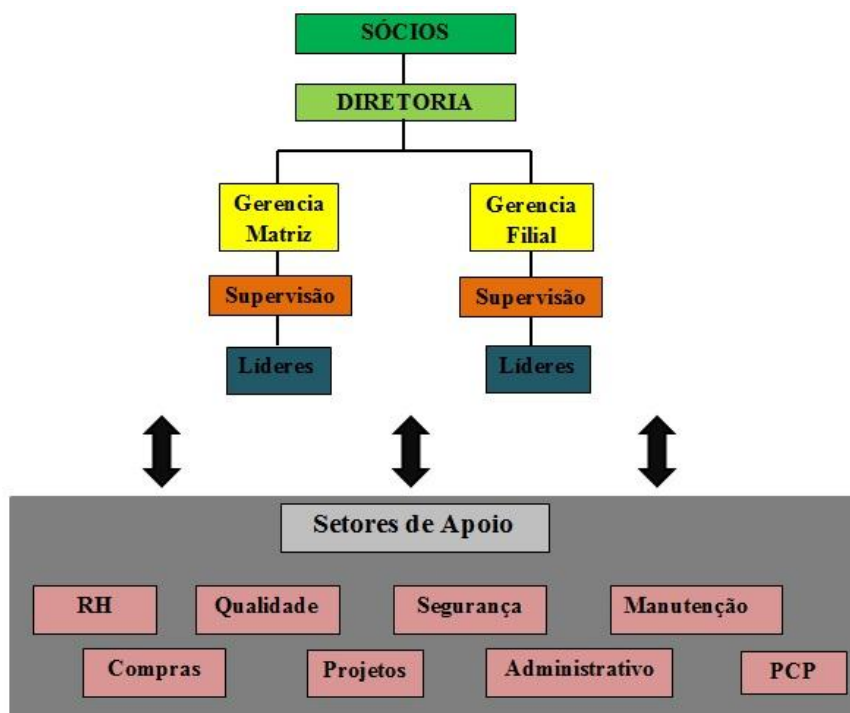 SÓCIOS
DIRETORIA
Gerencia
Matriz
Gerencia
Filial
Supervisão
Supervisão
Líderes
Líderes
Setores de Apoio
RH
Qualidade
Segurança
Manutenção
Compras
Projetos
Administrativo
PCP